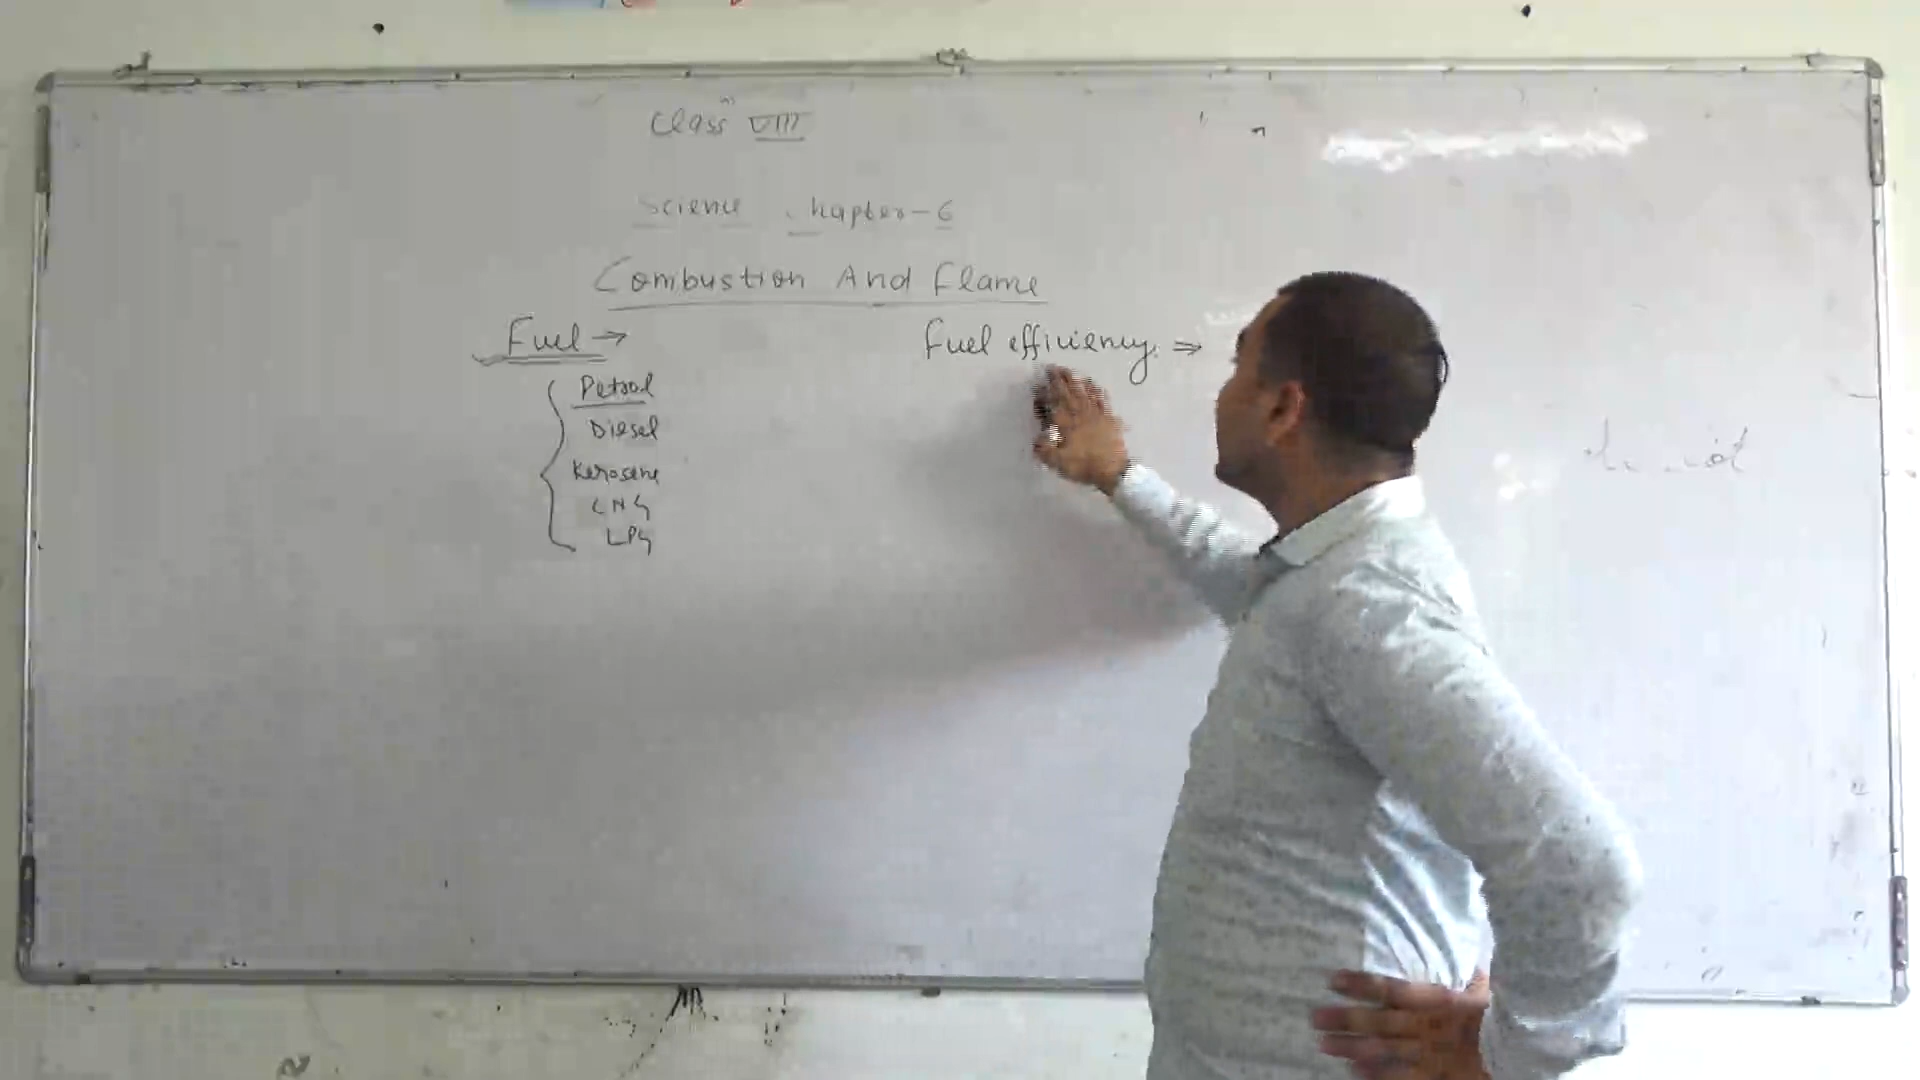 Class VIII
Science Chapter-6
Combustion And Flame
Fuel →
Petrol
Diesel
Kerosene
CNG
LPG
Fuel efficiency ⇒